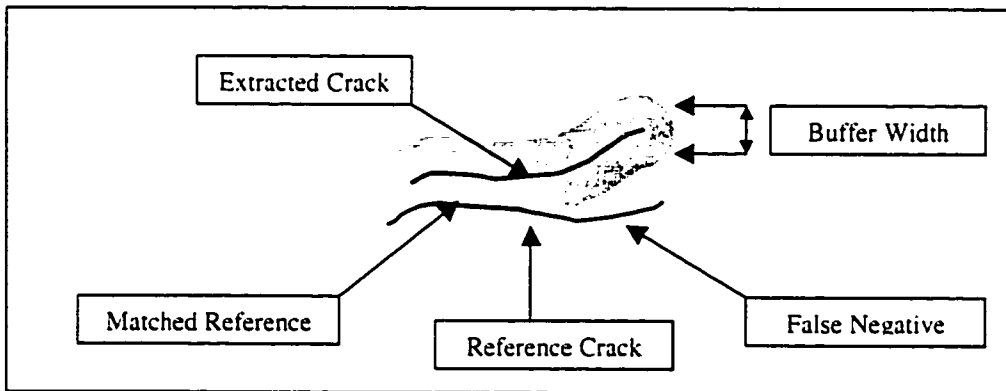 Extracted Crack
Buffer Width
Matched Reference
Reference Crack
False Negative